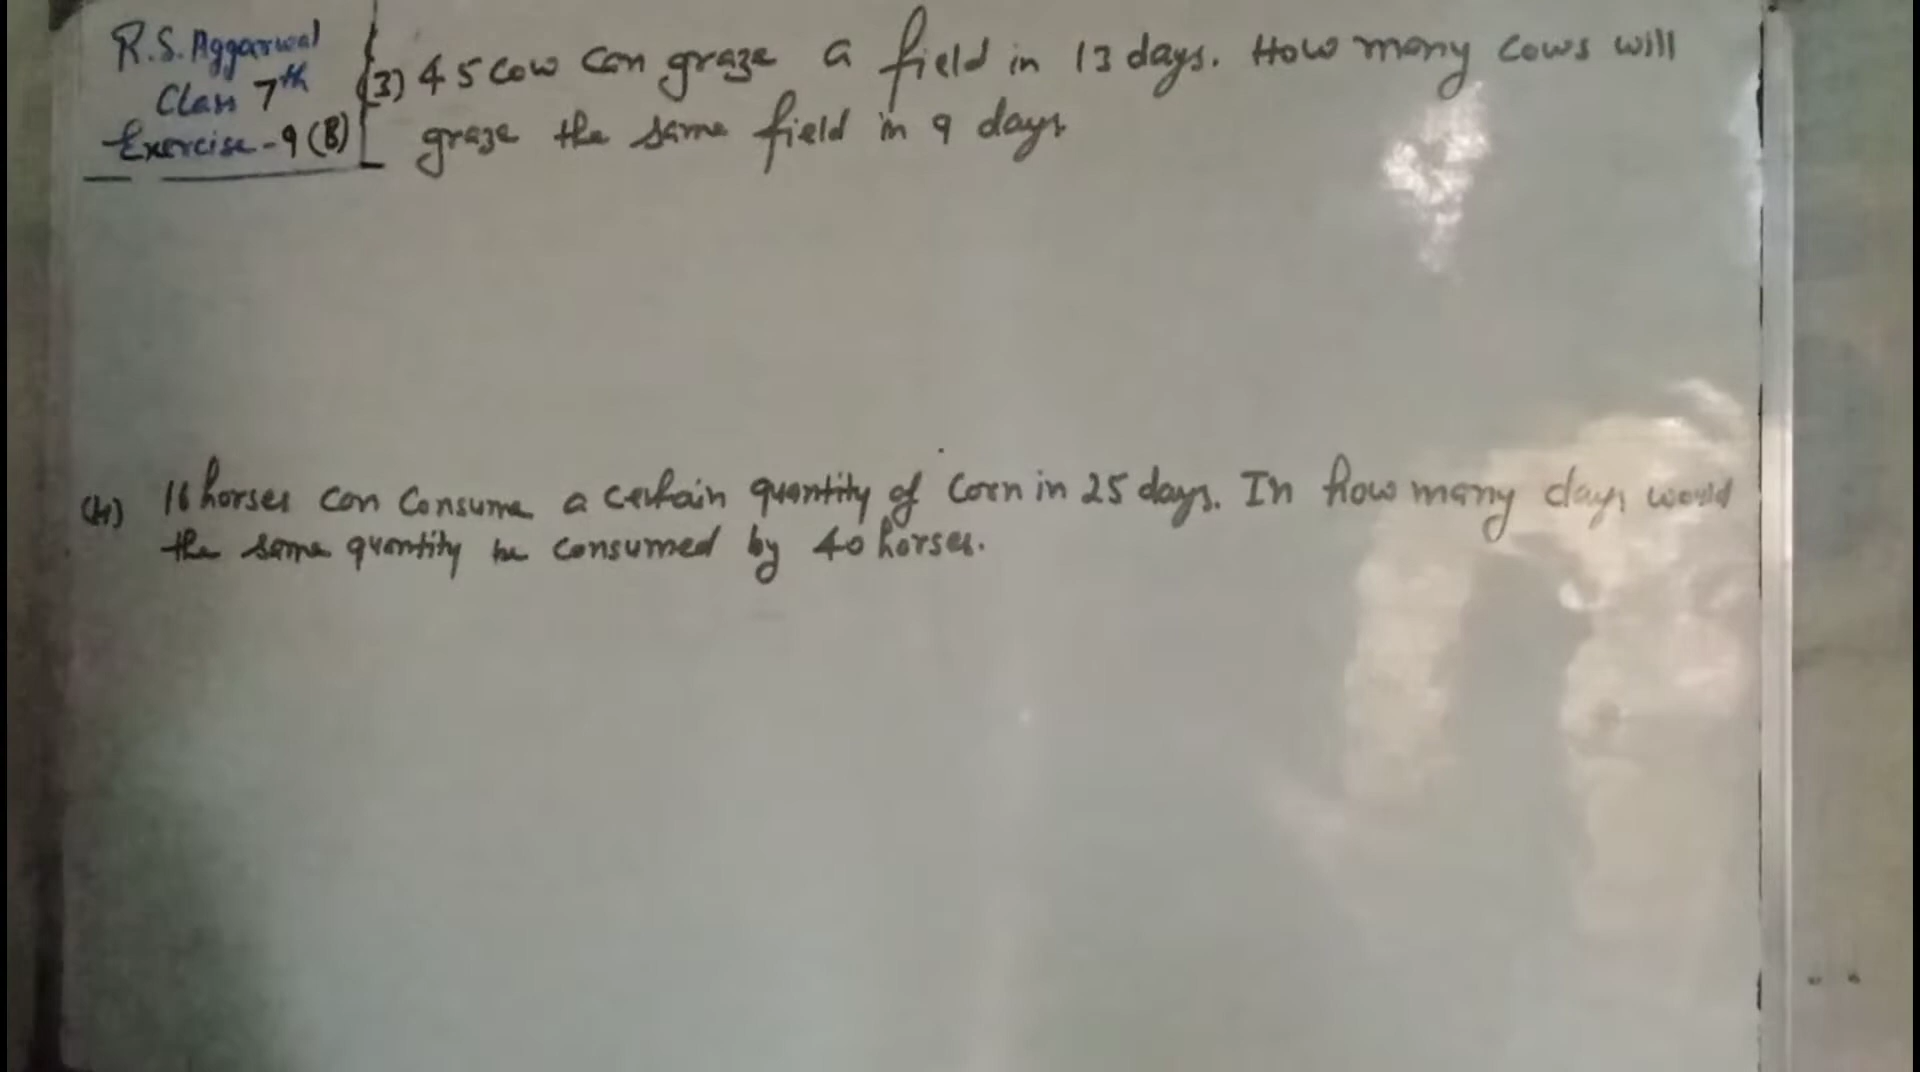 R.S. Aggarwal
Class 7th
Exercise-9(B)
(3) 45 cow can graze a field in 13 days. How many cows will
graze the same field in 9 days
(4) 16 horses can consume a certain quantity of corn in 25 days. In how many days would
the same quantity be consumed by 40 horses.